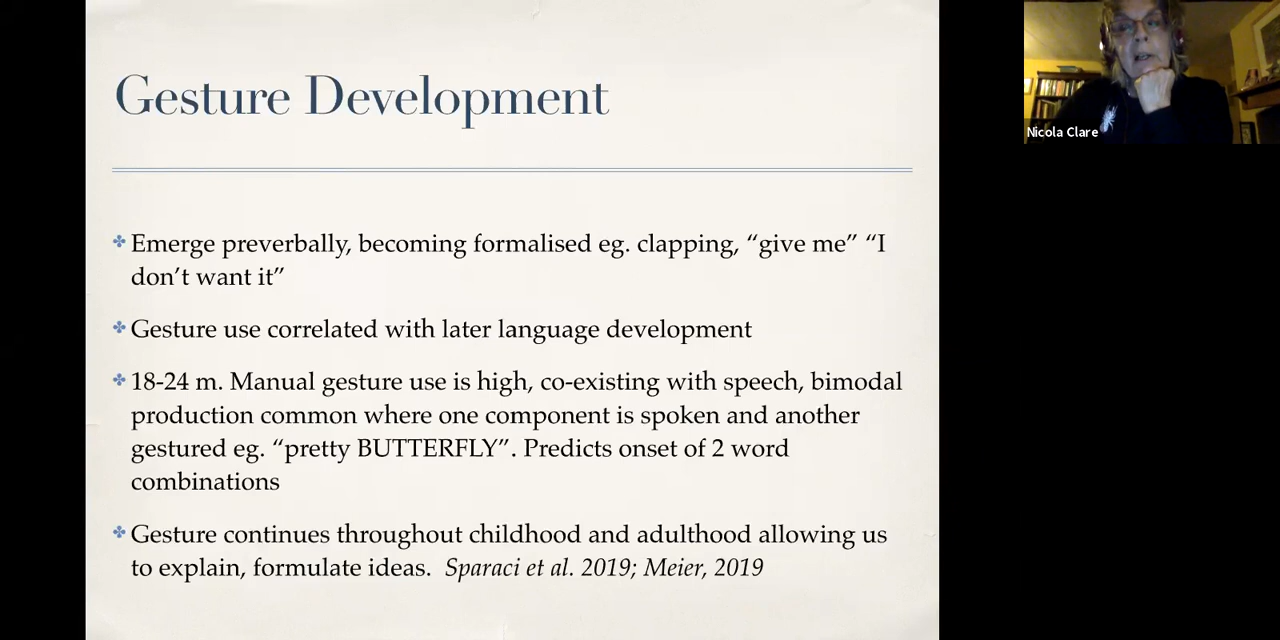 Gesture Development
Emerge preverbally, becoming formalised eg. clapping, “give me” “I
don’t want it”
Gesture use correlated with later language development
18-24 m. Manual gesture use is high, co-existing with speech, bimodal
production common where one component is spoken and another
gestured eg. “pretty BUTTERFLY”. Predicts onset of 2 word
combinations
Gesture continues throughout childhood and adulthood allowing us
to explain, formulate ideas. Sparaci et al. 2019; Meier, 2019
Nicola Clare